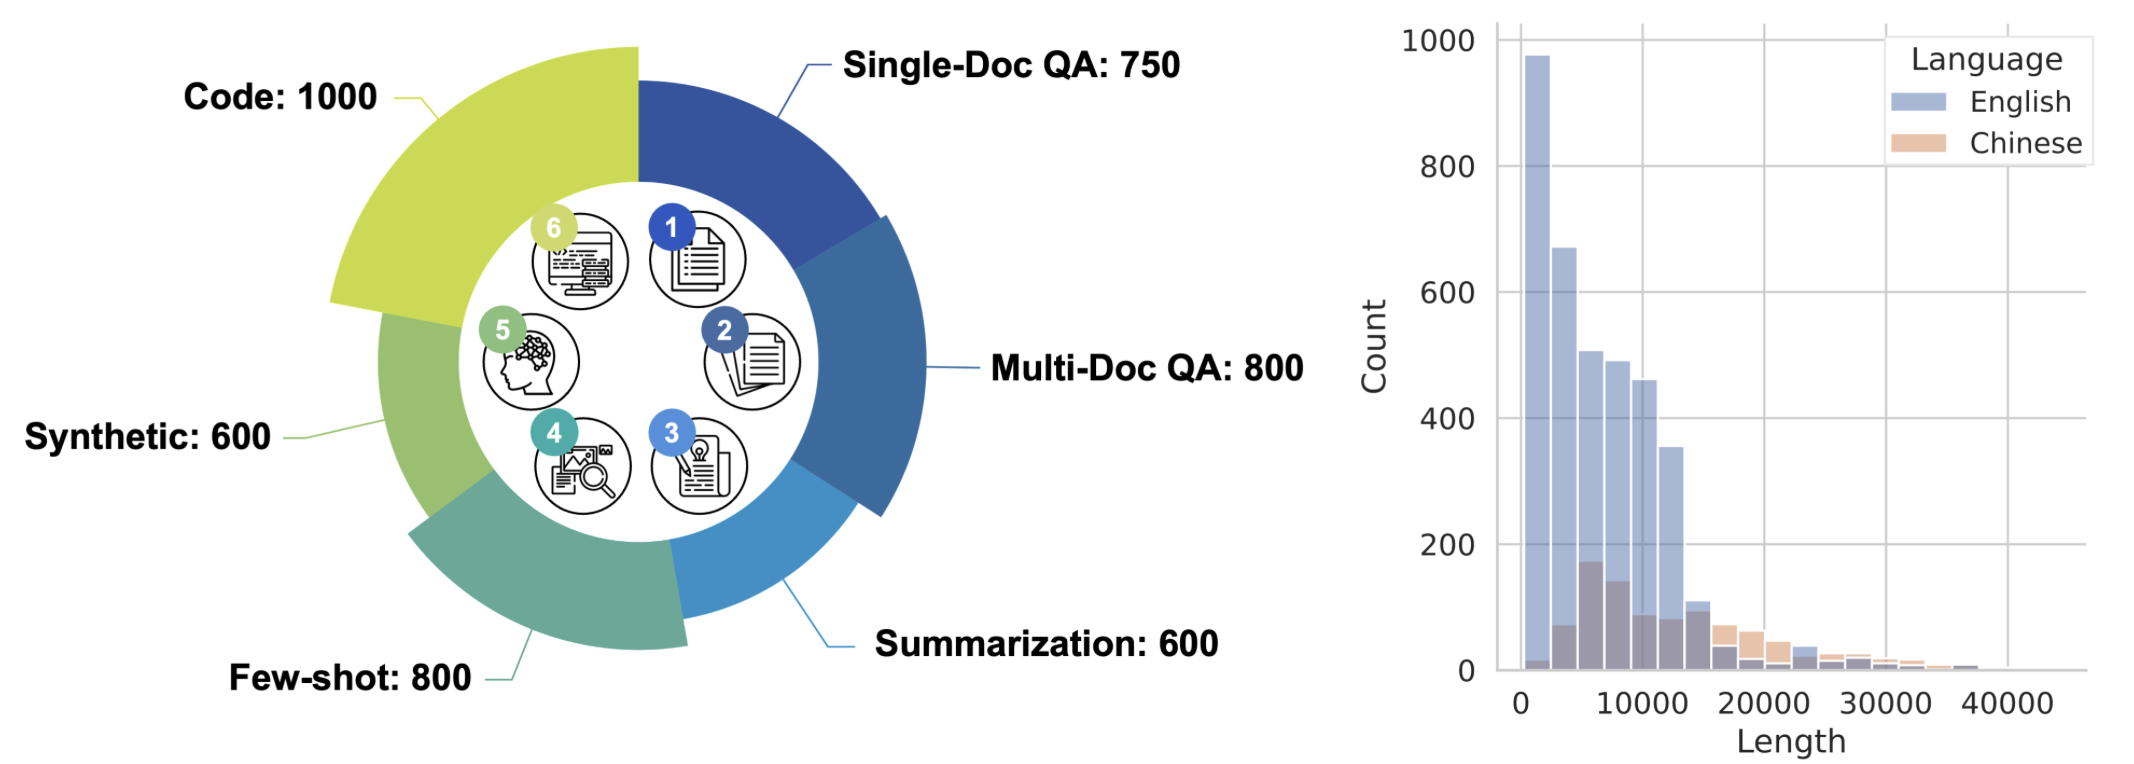 Single-Doc QA: 750
Code: 1000
6
1
5
2
Multi-Doc QA: 800
4
3
Synthetic: 600
Summarization: 600
Few-shot: 800
1000
800
600
400
200
0
Count
Language
English
Chinese
0 10000 20000 30000 40000
Length